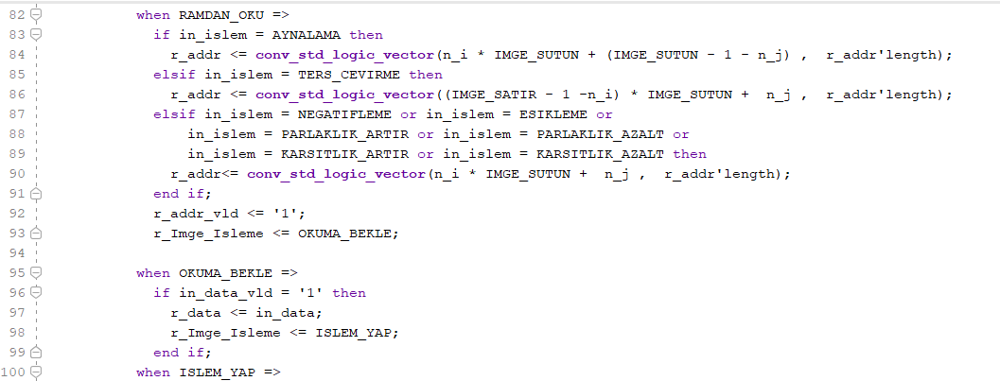 82 when RAMDAN_OKU =>
83 if in_islem = AYNALAMA then
84 r_addr <= conv_std_logic_vector(n_i * IMGE_SUTUN + (IMGE_SUTUN - 1 - n_j) , r_addr'length);
85 elsif in_islem = TERS_CEVIRME then
86 r_addr <= conv_std_logic_vector((IMGE_SATIR - 1 -n_i) * IMGE_SUTUN + n_j , r_addr'length);
87 elsif in_islem = NEGATIFLEME or in_islem = ESIKLEME or
88 in_islem = PARLAKLIK_ARTIR or in_islem = PARLAKLIK_AZALT or
89 in_islem = KARSITLIK_ARTIR or in_islem = KARSITLIK_AZALT then
90 r_addr<= conv_std_logic_vector(n_i * IMGE_SUTUN + n_j , r_addr'length);
91 end if;
92 r_addr_vld <= '1';
93 r_Imge_Isleme <= OKUMA_BEKLE;
94
95 when OKUMA_BEKLE =>
96 if in_data_vld = '1' then
97 r_data <= in_data;
98 r_Imge_Isleme <= ISLEM_YAP;
99 end if;
100 when ISLEM_YAP =>